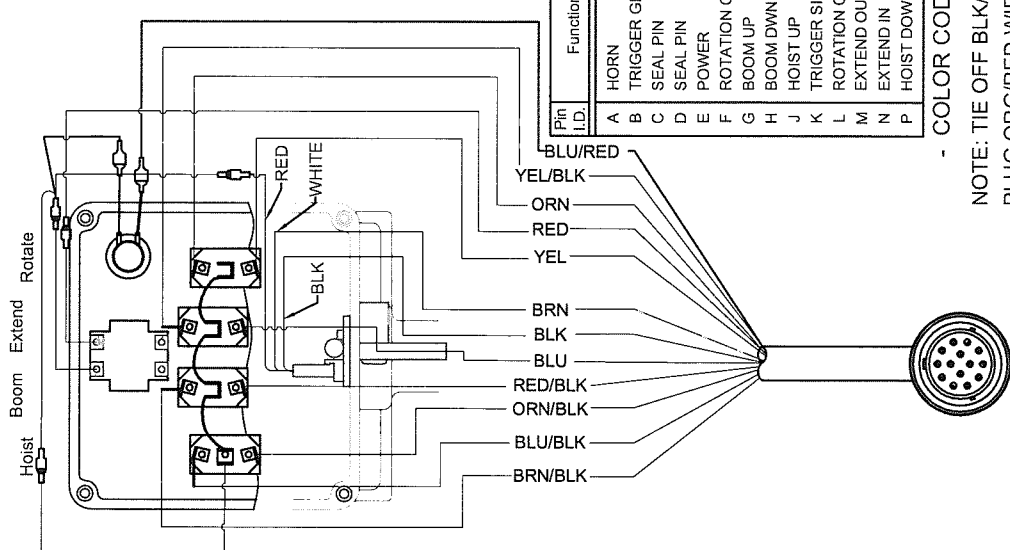 Pin I.D. Function
A HORN
B TRIGGER
C SEAL PIN
D SEAL PIN
E POWER
F ROTATION
G BOOM UP
H BOOM DWN
J HOIST UP
K TRIGGER
L ROTATION
M EXTEND
N EXTEND IN
P HOIST DOW
- COLOR COD
NOTE: TIE OFF BLK/
Rotate
Extend
Boom
Hoist
RED
WHITE
BLK
BLU/RED
YEL/BLK
ORN
RED
YEL
BRN
BLK
BLU
RED/BLK
ORN/BLK
BLU/BLK
BRN/BLK